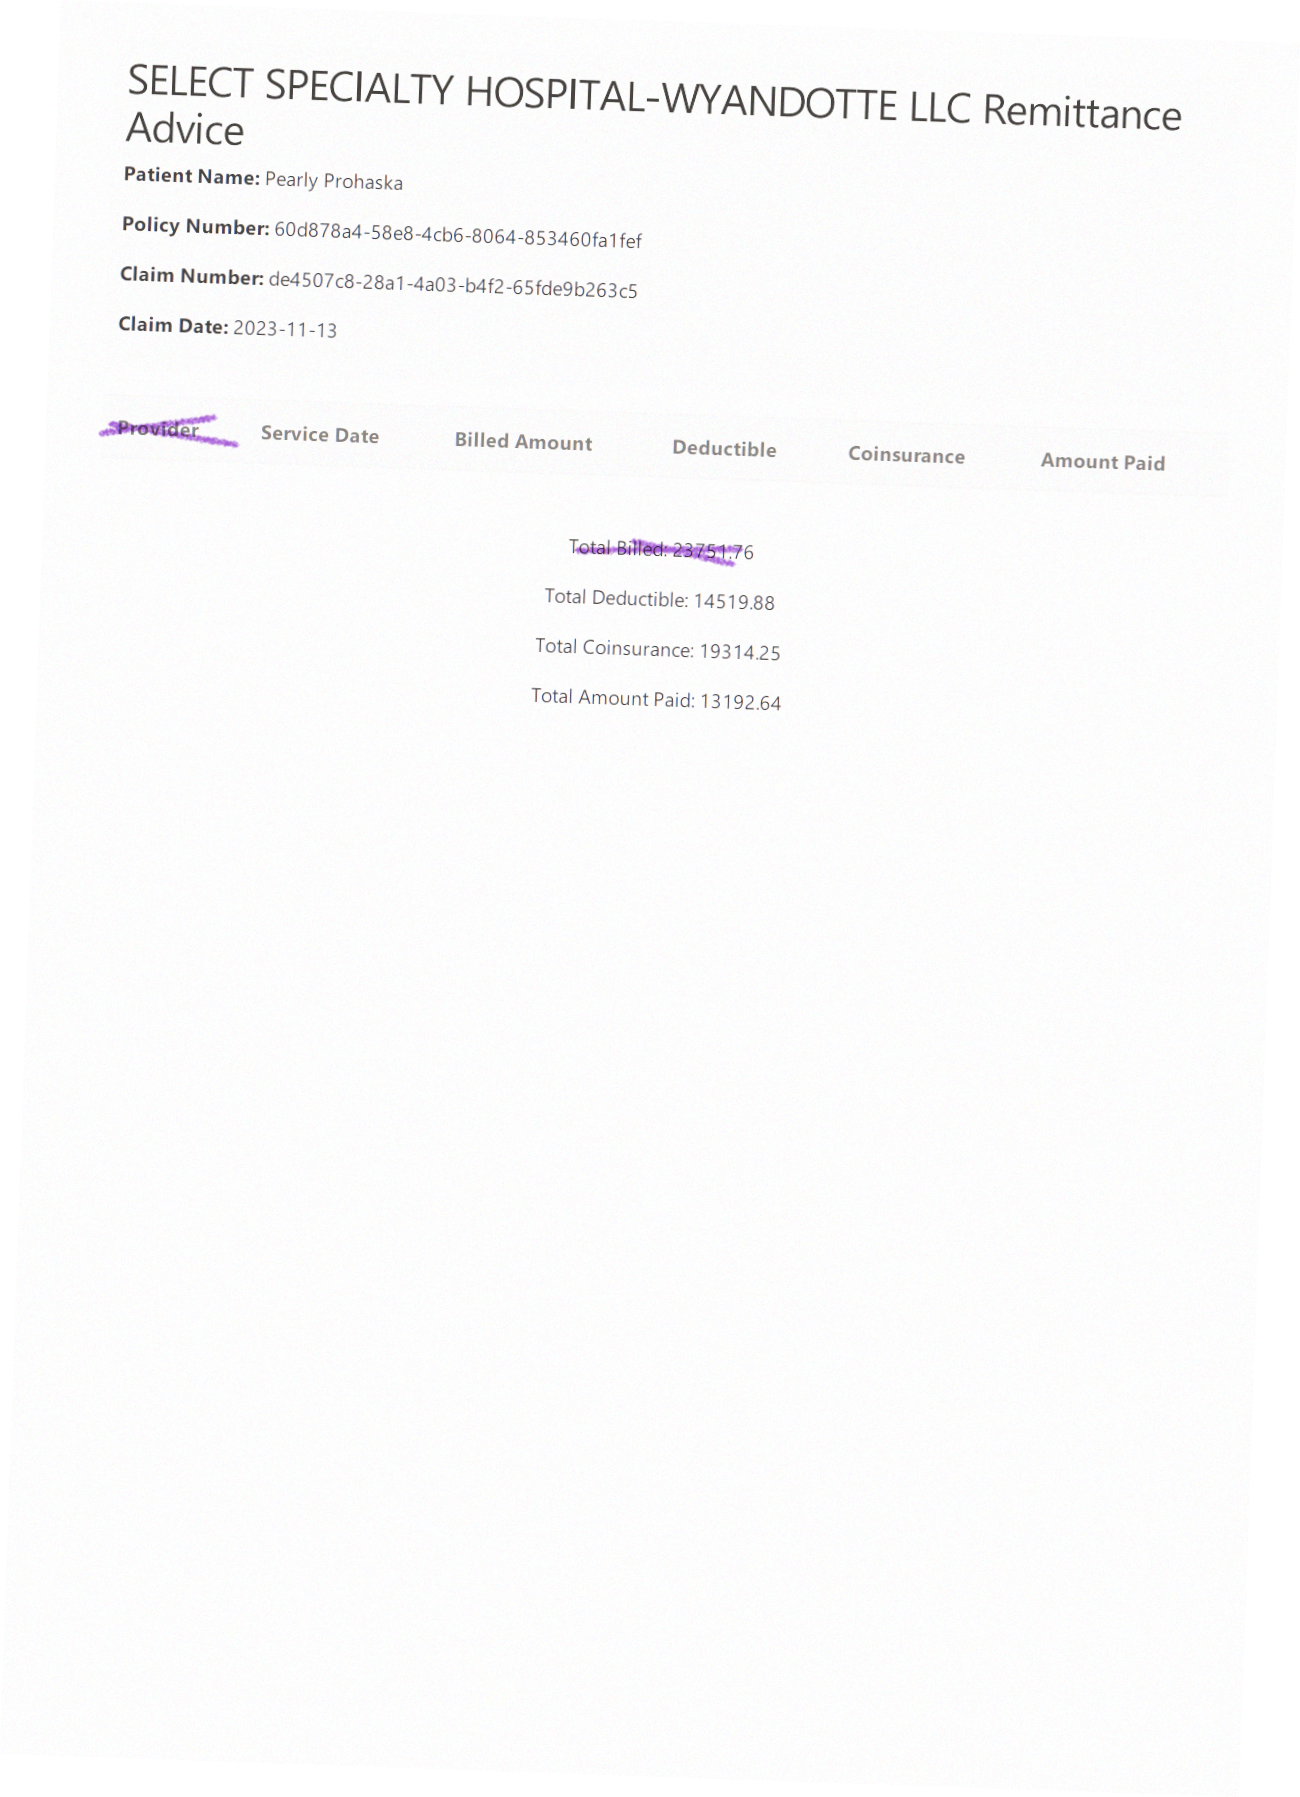 SELECT SPECIALTY HOSPITAL-WYANDOTTE LLC Remittance
Advice
Patient Name: Pearly Prohaska
Policy Number: 60d878a4-58e8-4cb6-8064-853460fa1fef
Claim Number: de4507c8-28a1-4a03-b4f2-65fde9b263c5
Claim Date: 2023-11-13
Provider Service Date Billed Amount Deductible Coinsurance Amount Paid
Total Billed: 23751.76
Total Deductible: 14519.88
Total Coinsurance: 19314.25
Total Amount Paid: 13192.64